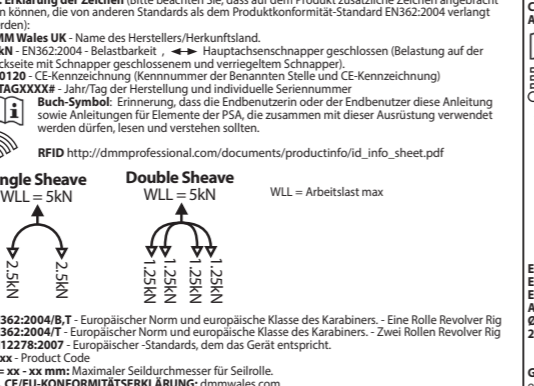 Erklärung der Zeichen (Bitte beachten Sie, dass auf dem Produkt zusätzliche Zeichen angebracht
n können, die von anderen Standards als dem Produktkonformität-Standard EN362:2004 verlangt
rden):
MM Wales UK - Name des Herstellers/Herkunftsland.
kN - EN362:2004 - Belastbarkeit , Hauptachsenschnapper geschlossen (Belastung auf der
ckseite mit Schnapper geschlossenem und verriegeltem Schnapper).
0120 - CE-Kennzeichnung (Kennnummer der Benannten Stelle und CE-Kennzeichnung)
TAGXXXX# - Jahr/Tag der Herstellung und individuelle Seriennummer
Buch-Symbol: Erinnerung, dass die Endbenutzerin oder der Endbenutzer diese Anleitung
sowie Anleitungen für Elemente der PSA, die zusammen mit dieser Ausrüstung verwendet
werden dürfen, lesen und verstehen sollten.
RFID http://dmmprofessional.com/documents/productinfo/id_info_sheet.pdf
ngle Sheave
WLL = 5kN
2.5kN
2.5kN
Double Sheave
WLL = 5kN
1.25kN
1.25kN
1.25kN
1.25kN
WLL = Arbeitslast max
362:2004/B,T - Europäischer Norm und europäische Klasse des Karabiners. - Eine Rolle Revolver Rig
362:2004/T - Europäischer Norm und europäische Klasse des Karabiners. - Zwei Rollen Revolver Rig
12278:2007 - Europäischer -Standards, dem das Gerät entspricht.
xx - Product Code
= xx - xx mm: Maximaler Seildurchmesser für Seilrolle.
CE/EU-KONFORMITÄTSERKLÄRUNG: dmmwales.com